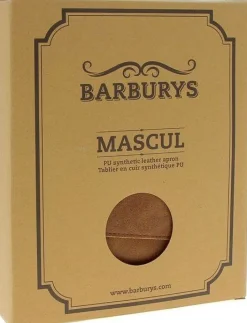 BARBURYS
MASCUL
PU synthetic leather apron
Tablier en cuir synthétique PU
www.barburys.com